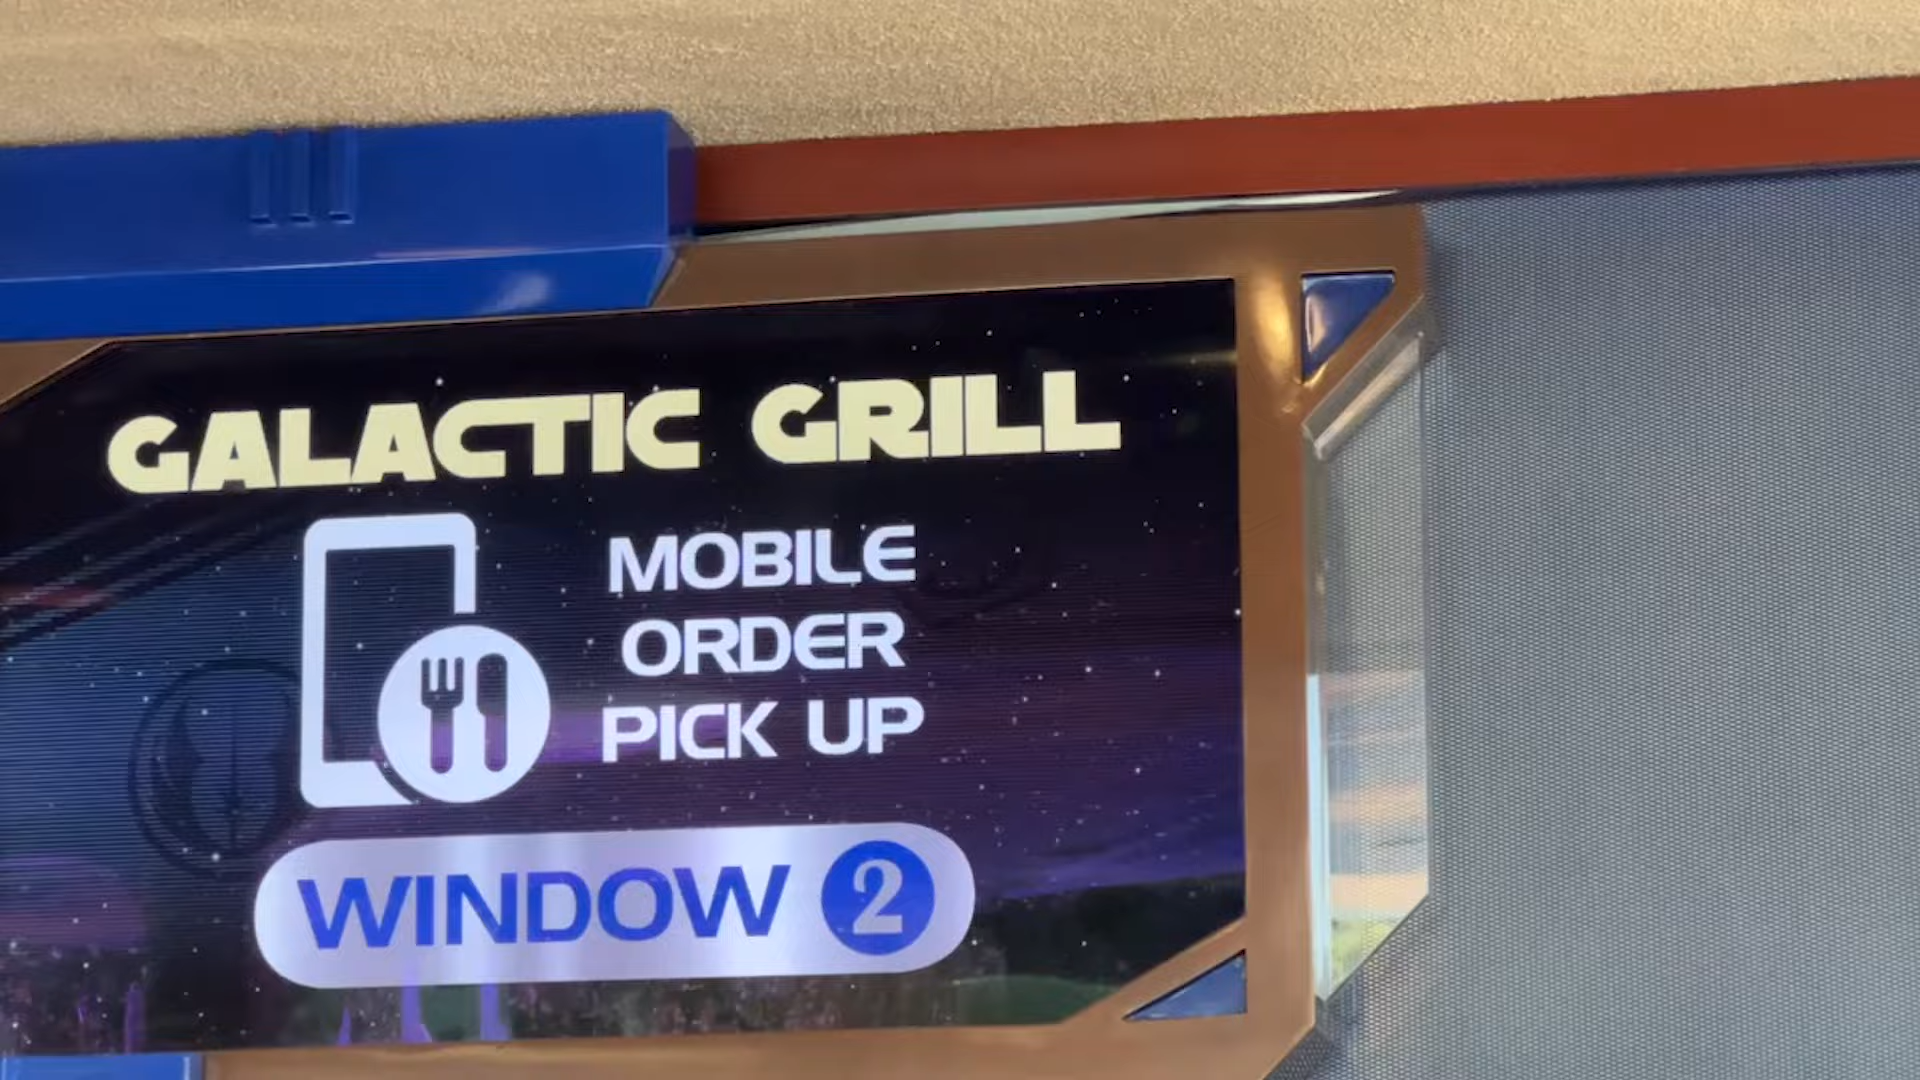 GALACTIC GRILL
MOBILE
ORDER
PICK UP
WINDOW 2